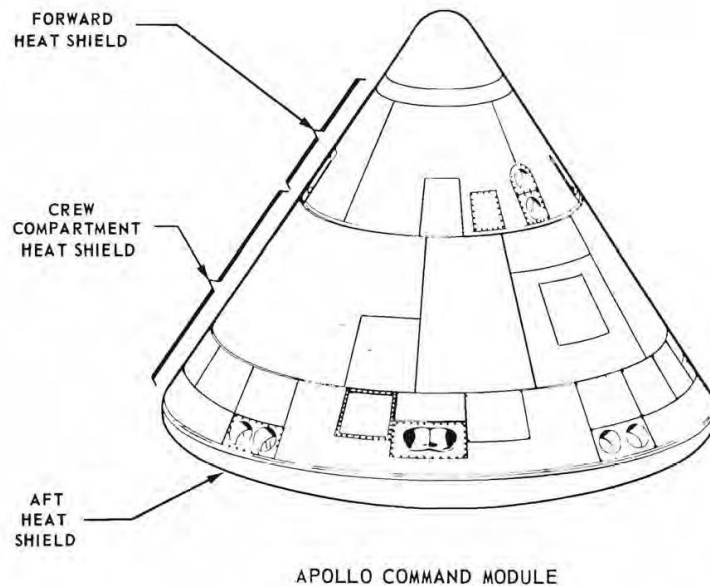 FORWARD
HEAT SHIELD
CREW
COMPARTMENT
HEAT SHIELD
AFT
HEAT
SHIELD
APOLLO COMMAND MODULE